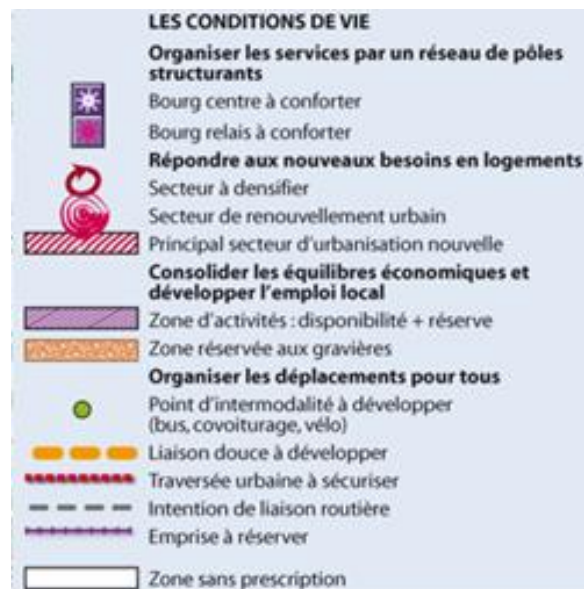 LES CONDITIONS DE VIE
Organiser les services par un réseau de pôles
structurants
Bourg centre à conforter
Bourg relais à conforter
Répondre aux nouveaux besoins en logements
Secteur à densifier
Secteur de renouvellement urbain
Principal secteur d'urbanisation nouvelle
Consolider les équilibres économiques et
développer l'emploi local
Zone d'activités : disponibilité + réserve
Zone réservée aux gravières
Organiser les déplacements pour tous
Point d'intermodalité à développer
(bus, covoiturage, vélo)
Liaison douce à développer
Traversée urbaine à sécuriser
Intention de liaison routière
Emprise à réserver
Zone sans prescription